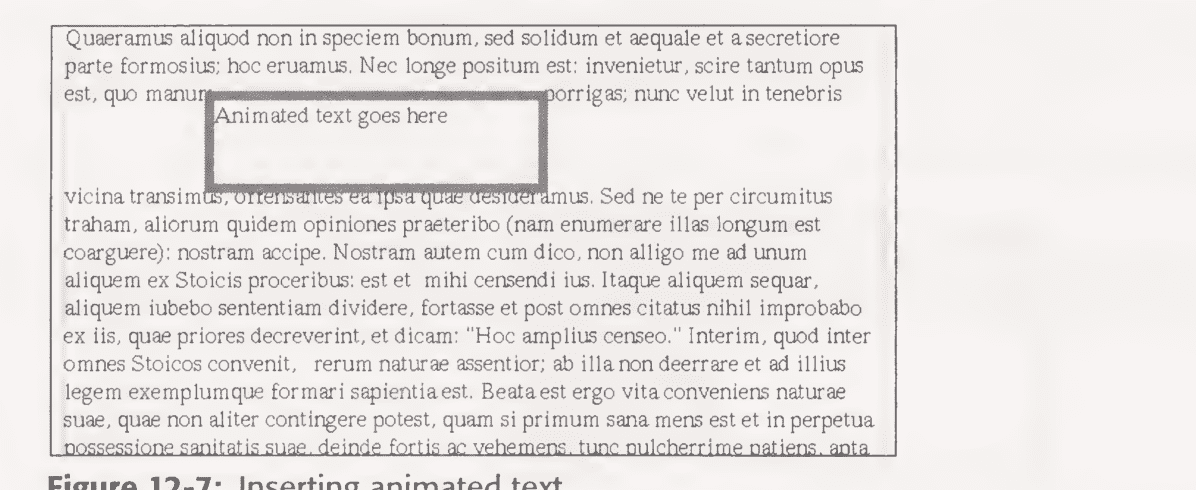 Quaeramus aliquod non in speciem bonum, sed solidum et aequale et a secretiore
parte formosius; hoc eruamus. Nec longe positum est: invenietur, scire tantum opus
est, quo manum porrigas; nunc velut in tenebris
Animated text goes here
vicina transimus, offensantes ea ipsa quae desideramus. Sed ne te per circumitus
traham, aliorum quidem opiniones praeteribo (nam enumerare illas longum est
coarguere): nostram accipe. Nostram autem cum dico, non alligo me ad unum
aliquem ex Stoicis proceribus: est et mihi censendi ius. Itaque aliquem sequar,
aliquem iubebo sententiam dividere, fortasse et post omnes citatus nihil improbabo
ex iis, quae priores decreverint, et dicam: "Hoc amplius censeo." Interim, quod inter
omnes Stoicos convenit, rerum naturae assentior; ab illa non deerrare et ad illius
legem exemplumque formari sapientia est. Beata est ergo vita conveniens naturae
suae, quae non aliter contingere potest, quam si primum sana mens est et in perpetua
possessione sanitatis suae, deinde fortis ac vehemens, tunc pulcherrime patiens, apta
Figure 12-7: Inserting animated text